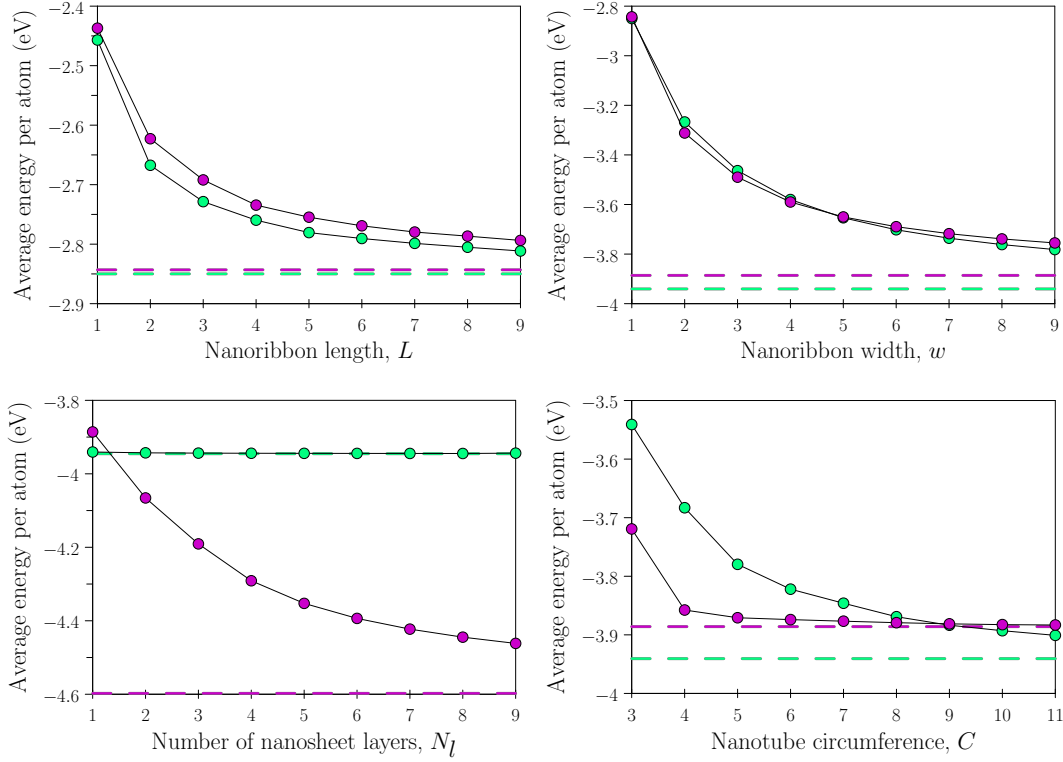 Average energy per atom (eV)
−2.4
−2.5
−2.6
−2.7
−2.8
−2.9
1 2 3 4 5 6 7 8 9
Nanoribbon length, L
Average energy per atom (eV)
−2.8
−3
−3.2
−3.4
−3.6
−3.8
−4
1 2 3 4 5 6 7 8 9
Nanoribbon width, w
Average energy per atom (eV)
−3.8
−4
−4.2
−4.4
−4.6
1 2 3 4 5 6 7 8 9
Number of nanosheet layers, N_l
Average energy per atom (eV)
−3.5
−3.6
−3.7
−3.8
−3.9
−4
3 4 5 6 7 8 9 10 11
Nanotube circumference, C